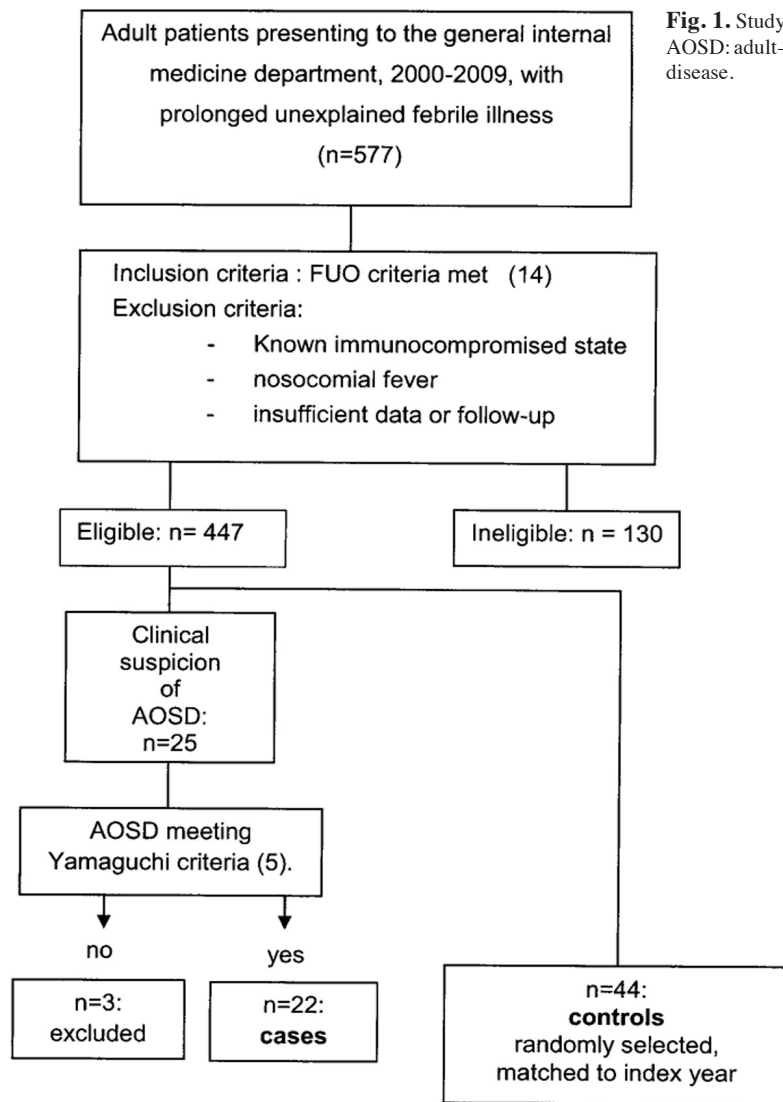 Adult patients presenting to the general internal
medicine department, 2000-2009, with
prolonged unexplained febrile illness
(n=577)
Fig. 1. Study
AOSD: adult-
disease.
Inclusion criteria : FUO criteria met (14)
Exclusion criteria:
- Known immunocompromised state
- nosocomial fever
- insufficient data or follow-up
Eligible: n= 447
Ineligible: n = 130
Clinical
suspicion
of
AOSD:
n=25
AOSD meeting
Yamaguchi criteria (5).
no
yes
n=3:
excluded
n=22:
cases
n=44:
controls
randomly selected,
matched to index year